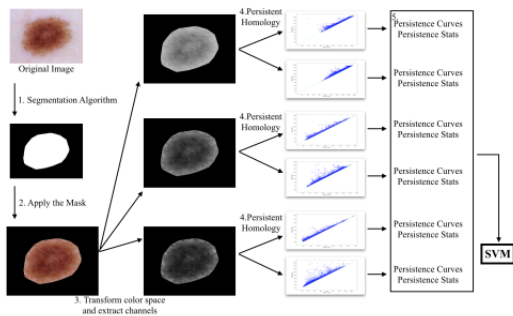 Original Image
1. Segmentation Algorithm
2. Apply the Mask
3. Transform color space
and extract channels
4.Persistent
Homology
4.Persistent
Homology
4.Persistent
Homology
5.
Persistence Curves
Persistence Stats
Persistence Curves
Persistence Stats
Persistence Curves
Persistence Stats
Persistence Curves
Persistence Stats
Persistence Curves
Persistence Stats
Persistence Curves
Persistence Stats
SVM